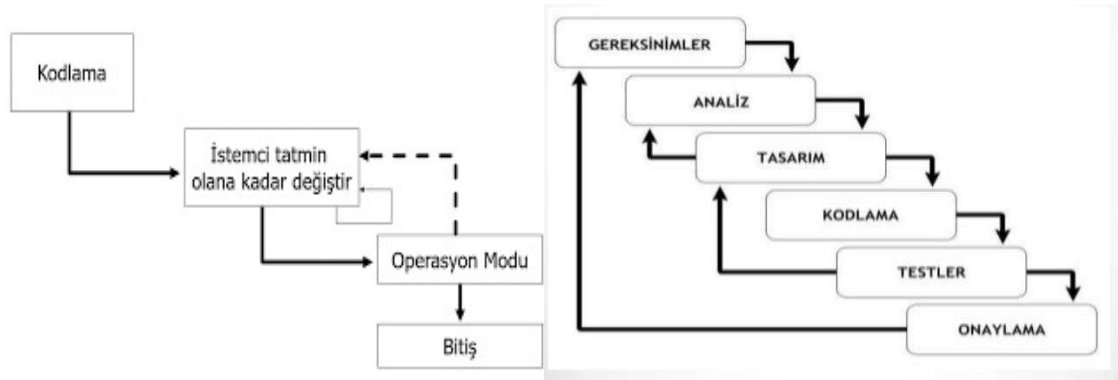 Kodlama
İstemci tatmin
olana kadar değiştir
Operasyon Modu
Bitiş
GEREKSİNİMLER
ANALİZ
TASARIM
KODLAMA
TESTLER
ONAYLAMA